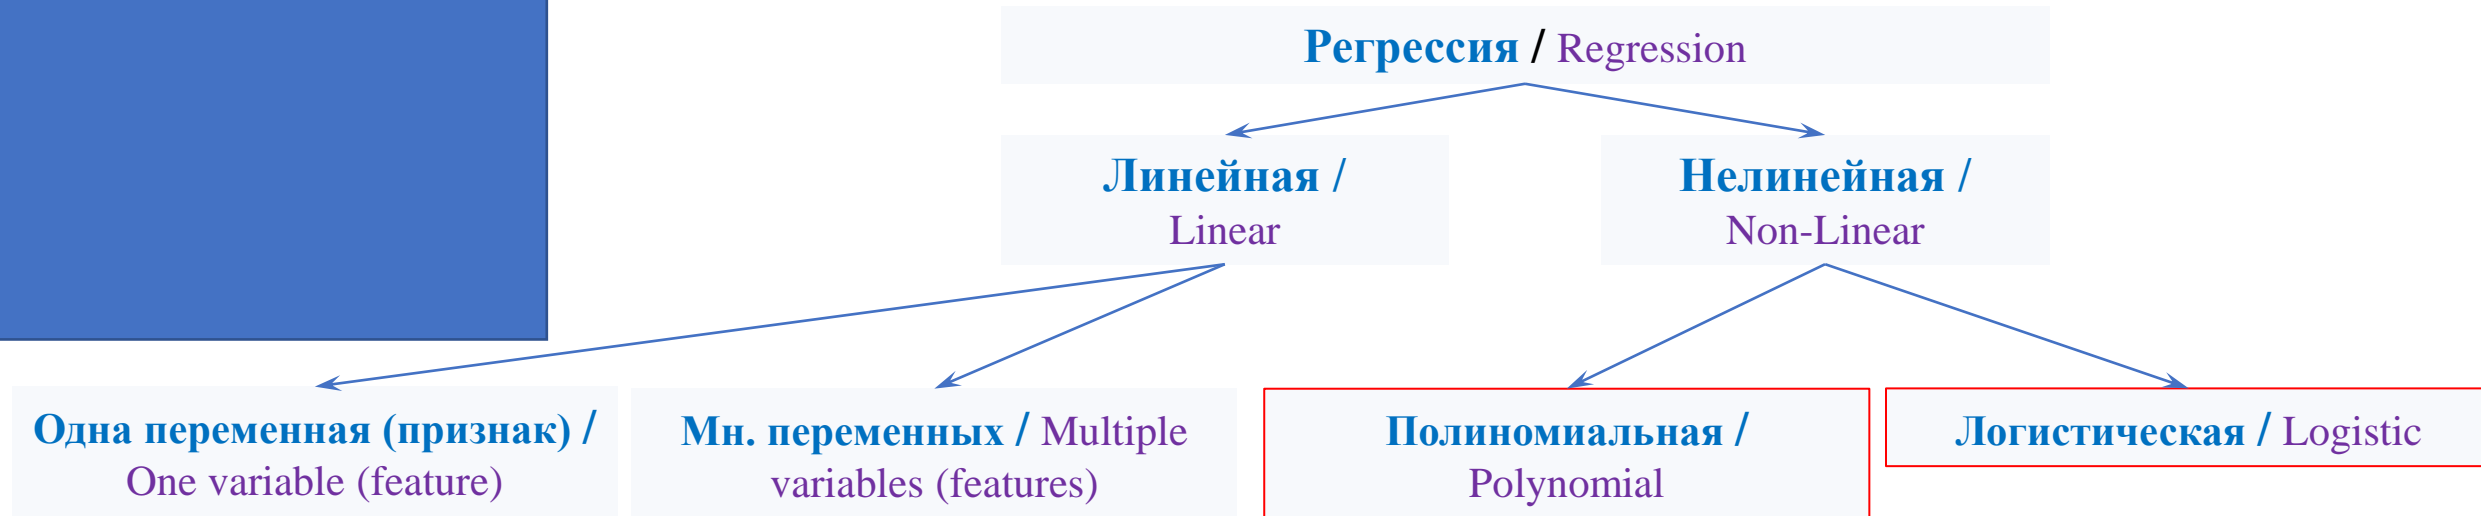 Регрессия / Regression
Линейная /
Linear
Нелинейная /
Non-Linear
Одна переменная (признак) /
One variable (feature)
Мн. переменных / Multiple
variables (features)
Полиномиальная /
Polynomial
Логистическая / Logistic